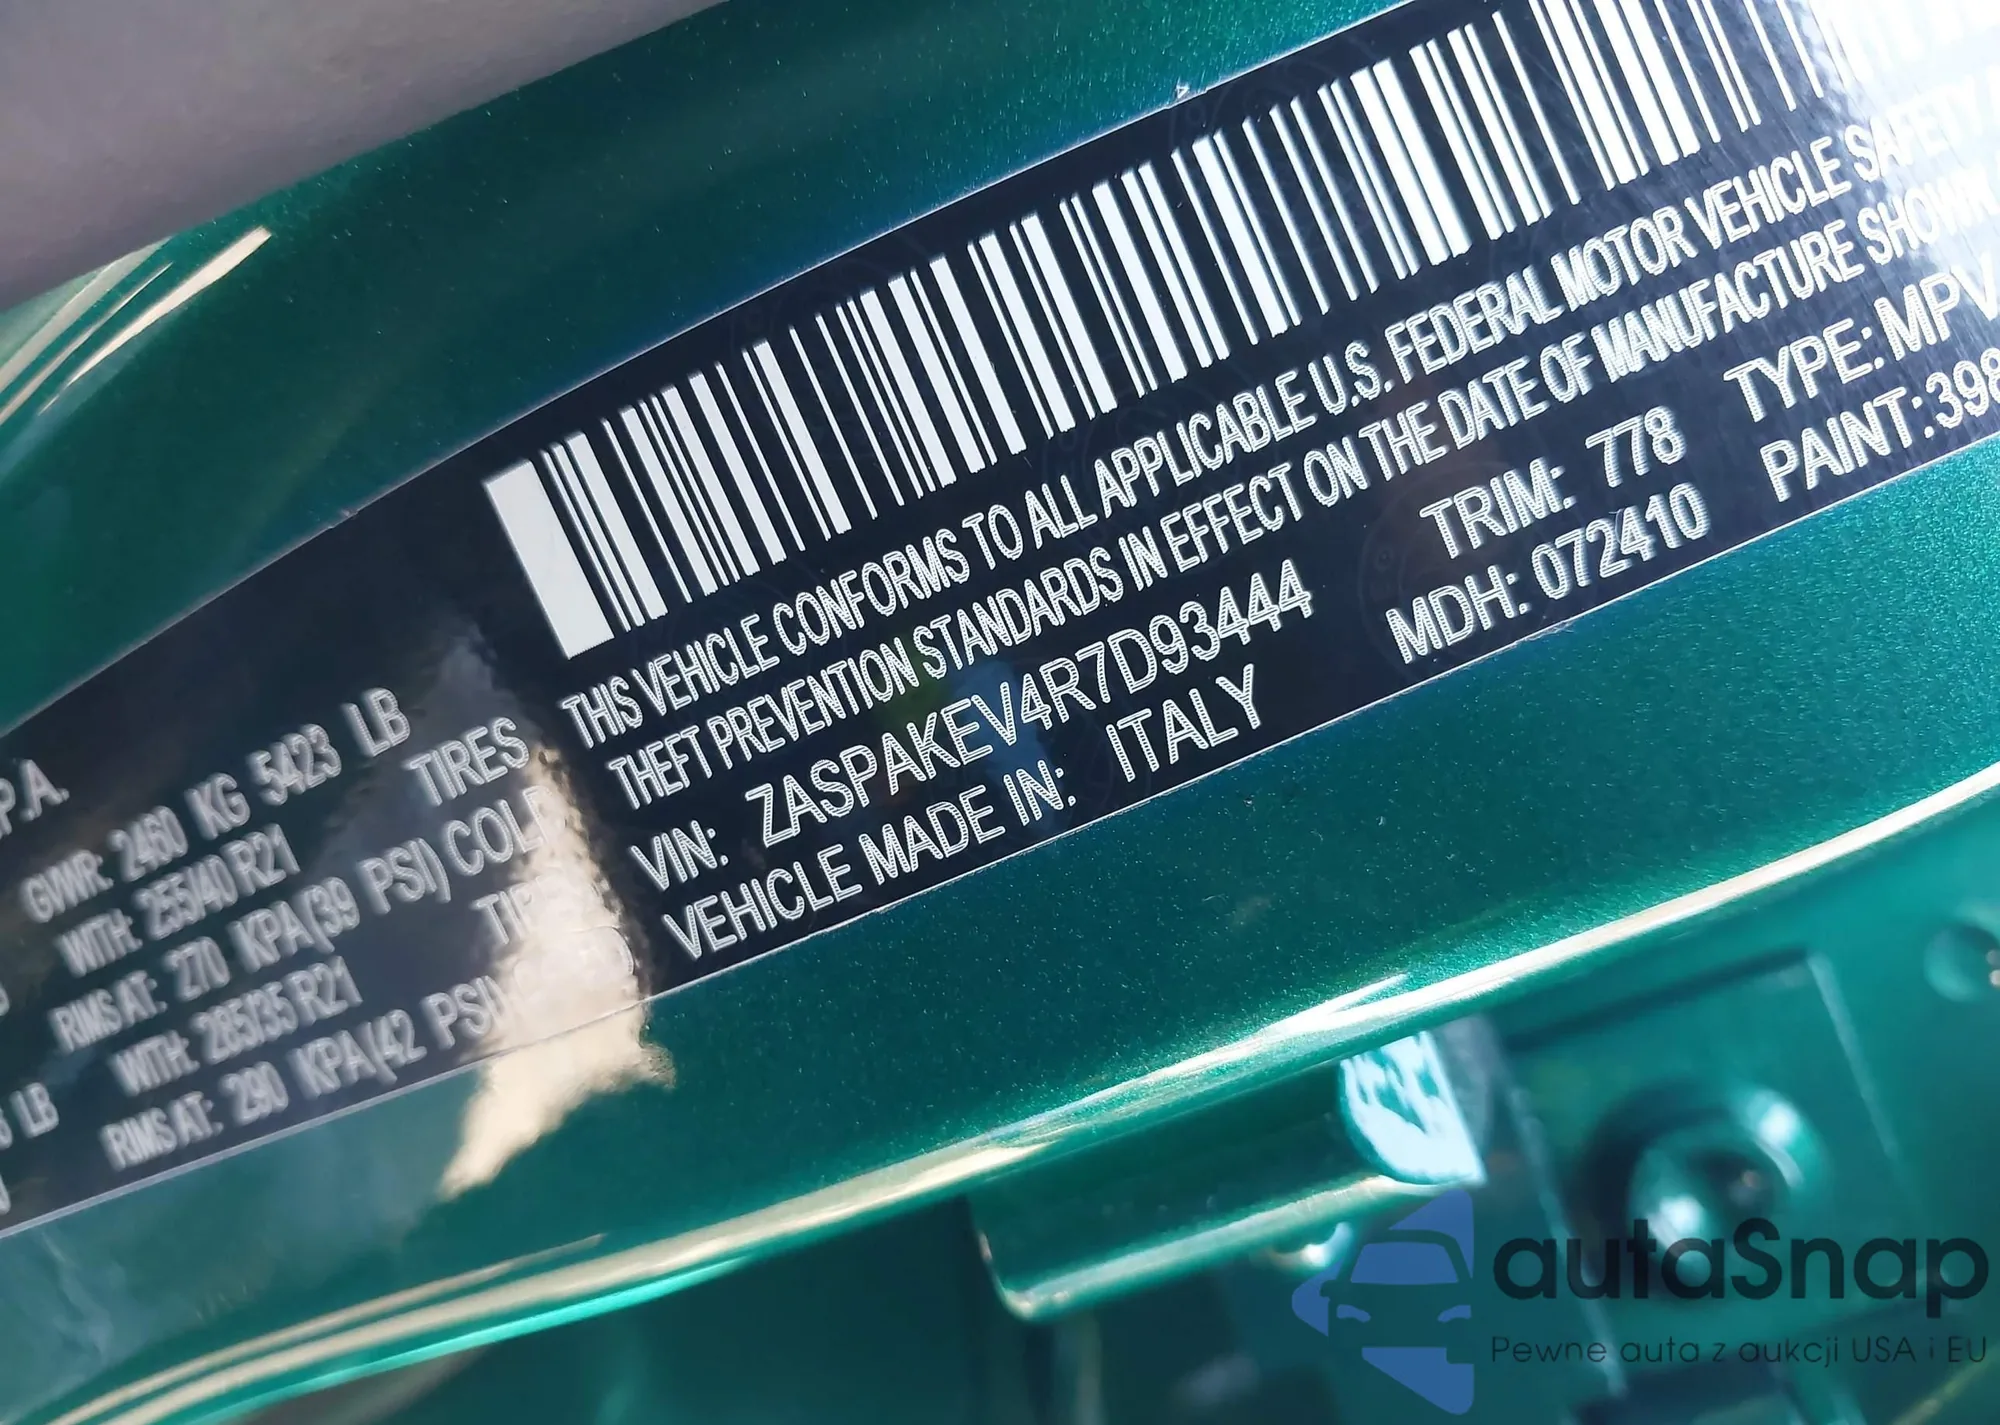 P.A.
GVWR: 2460 KG 5423 LB
TIRES
WITH: 255/40 R21
RIMS AT: 270 KPA(39 PSI) COLD
WITH: 285/35 R21
LB
RIMS AT: 290 KPA(42 PSI)
THIS VEHICLE CONFORMS TO ALL APPLICABLE U.S. FEDERAL MOTOR VEHICLE SAFETY
THEFT PREVENTION STANDARDS IN EFFECT ON THE DATE OF MANUFACTURE SHOWN
VIN: ZASPAKEV4R7D93444 TRIM: 778 TYPE: MPV
VEHICLE MADE IN: ITALY MDH: 072410 PAINT: 398
autaSnap
Pewne auta z aukcji USA i EU